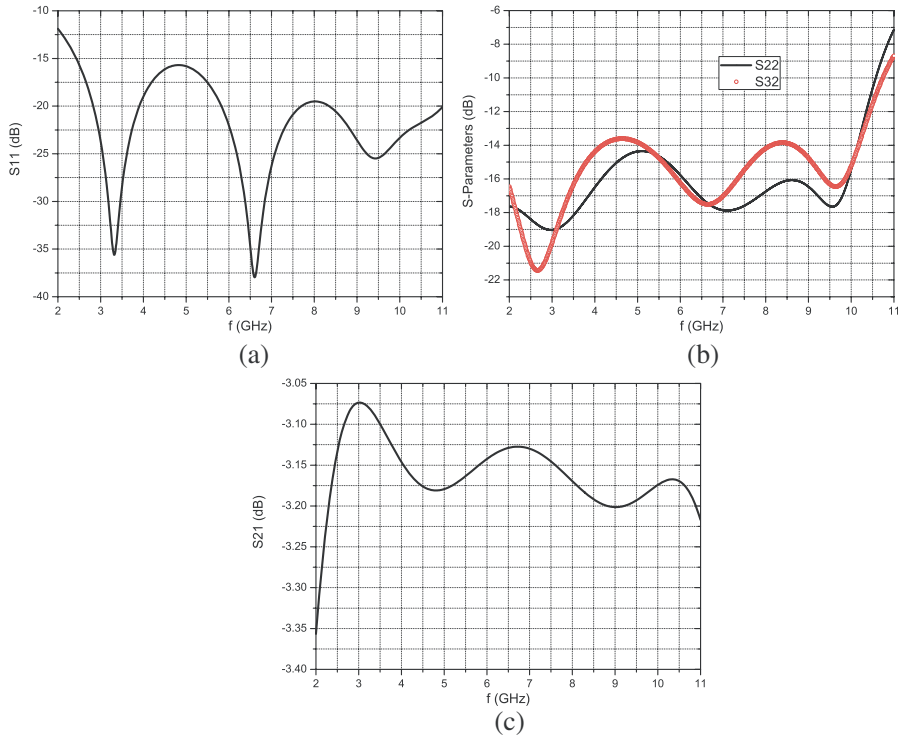 -10
-15
-20
-25
-30
-35
-40
S11 (dB)
2 3 4 5 6 7 8 9 10 11
f (GHz)
(a)
-6
-8
-10
-12
-14
-16
-18
-20
-22
S-Parameters (dB)
S22
S32
2 3 4 5 6 7 8 9 10 11
f (GHz)
(b)
-3.05
-3.10
-3.15
-3.20
-3.25
-3.30
-3.35
-3.40
S21 (dB)
2 3 4 5 6 7 8 9 10 11
f (GHz)
(c)